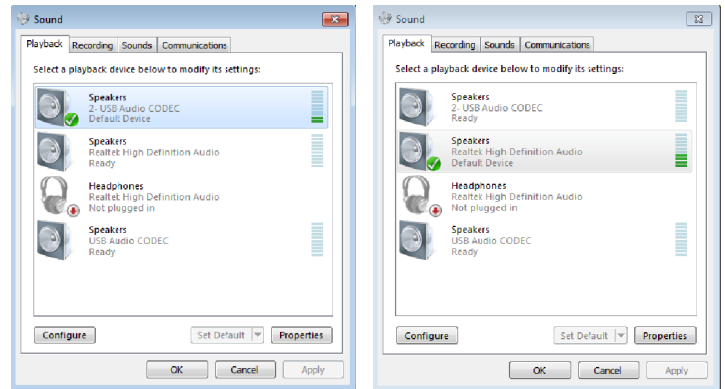 Sound
Playback Recording Sounds Communications
Select a playback device below to modify its settings:
Speakers
2- USB Audio CODEC
Default Device
Speakers
Realtek High Definition Audio
Ready
Headphones
Realtek High Definition Audio
Not plugged in
Speakers
USB Audio CODEC
Ready
Configure Set Default Properties
OK Cancel Apply
Sound
Playback Recording Sounds Communications
Select a playback device below to modify its settings:
Speakers
2- USB Audio CODEC
Ready
Speakers
Realtek High Definition Audio
Default Device
Headphones
Realtek High Definition Audio
Not plugged in
Speakers
USB Audio CODEC
Ready
Configure Set Default Properties
OK Cancel Apply